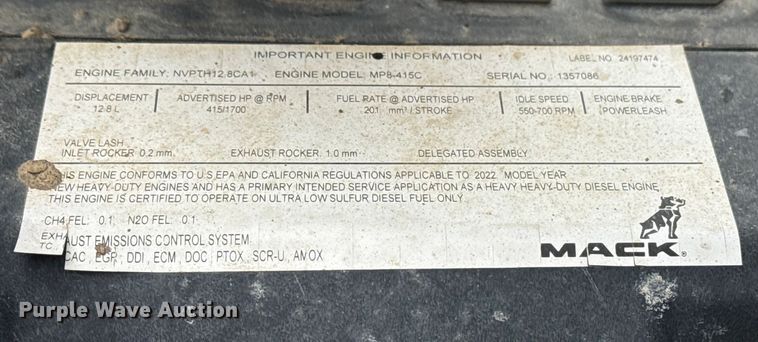 IMPORTANT ENGINE INFORMATION
LABEL NO. 24197474
ENGINE FAMILY: NVPTH12.8CA1 ENGINE MODEL: MP8-415C SERIAL NO.: 1357086
DISPLACEMENT ADVERTISED HP @ RPM FUEL RATE @ ADVERTISED HP IDLE SPEED ENGINE BRAKE
12.8 L 415/1700 201 mm³ / STROKE 550-700 RPM POWERLEASH
VALVE LASH
INLET ROCKER: 0.2 mm EXHAUST ROCKER: 1.0 mm DELEGATED ASSEMBLY
THIS ENGINE CONFORMS TO U.S.EPA AND CALIFORNIA REGULATIONS APPLICABLE TO 2022 MODEL YEAR
NEW HEAVY-DUTY ENGINES AND HAS A PRIMARY INTENDED SERVICE APPLICATION AS A HEAVY HEAVY-DUTY DIESEL ENGINE.
THIS ENGINE IS CERTIFIED TO OPERATE ON ULTRA LOW SULFUR DIESEL FUEL ONLY.
CH4 FEL: 0.1, N2O FEL: 0.1,
EXHAUST EMISSIONS CONTROL SYSTEM
TC, CAC, EGR, DDI, ECM, DOC, PTOX, SCR-U, AMOX
MACK®
Purple Wave Auction